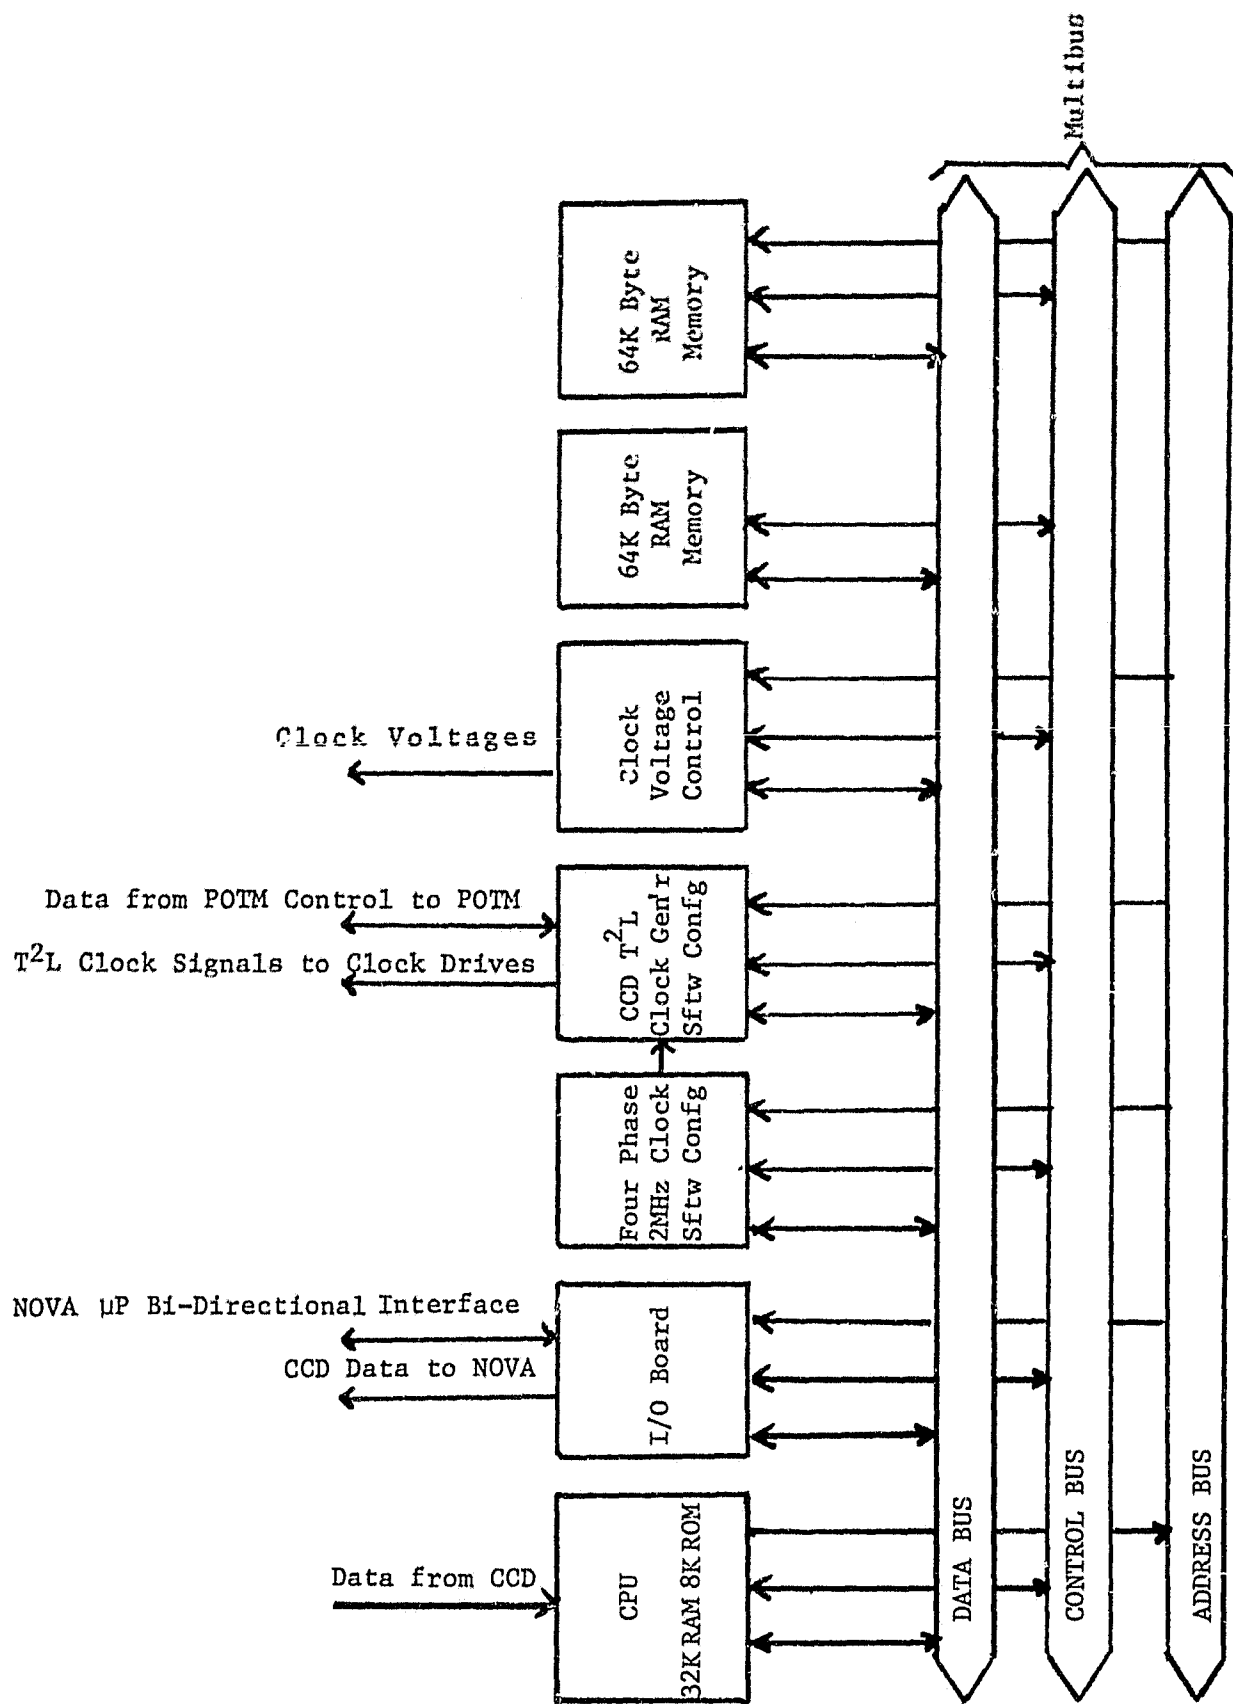 Multibus
64K Byte
RAM
Memory
64K Byte
RAM
Memory
Clock Voltages
Clock
Voltage
Control
Data from POTM Control to POTM
T²L Clock Signals to Clock Drives
CCD T²L
Clock Gen'r
Sftw Confg
Four Phase
2MHz Clock
Sftw Confg
NOVA µP Bi-Directional Interface
CCD Data to NOVA
I/O Board
Data from CCD
CPU
32K RAM 8K ROM
DATA BUS
CONTROL BUS
ADDRESS BUS